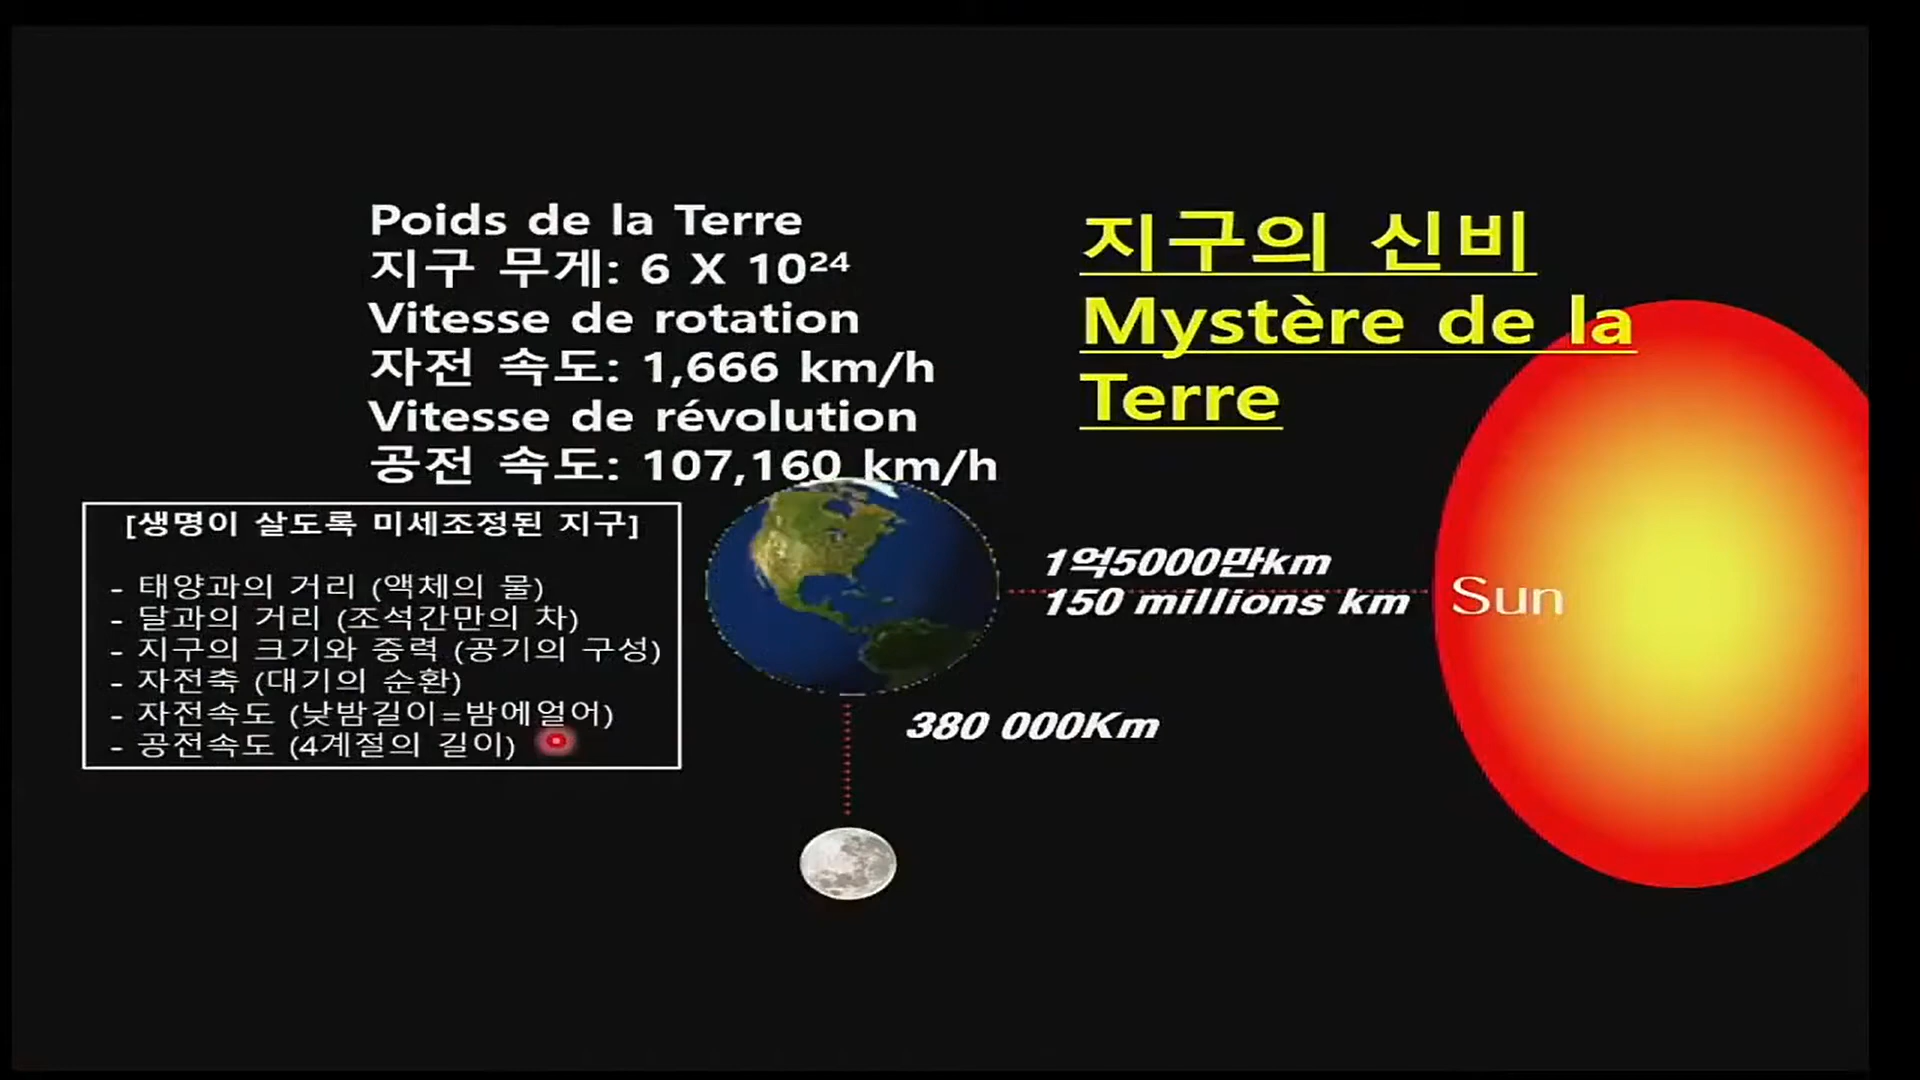 Poids de la Terre
지구 무게: 6 X 10²⁴
Vitesse de rotation
자전 속도: 1,666 km/h
Vitesse de révolution
공전 속도: 107,160 km/h
지구의 신비
Mystère de la
Terre
[생명이 살도록 미세조정된 지구]
- 태양과의 거리 (액체의 물)
- 달과의 거리 (조석간만의 차)
- 지구의 크기와 중력 (공기의 구성)
- 자전축 (대기의 순환)
- 자전속도 (낮밤길이=밤에얼어)
- 공전속도 (4계절의 길이)
1억5000만km
150 millions km
Sun
380 000Km